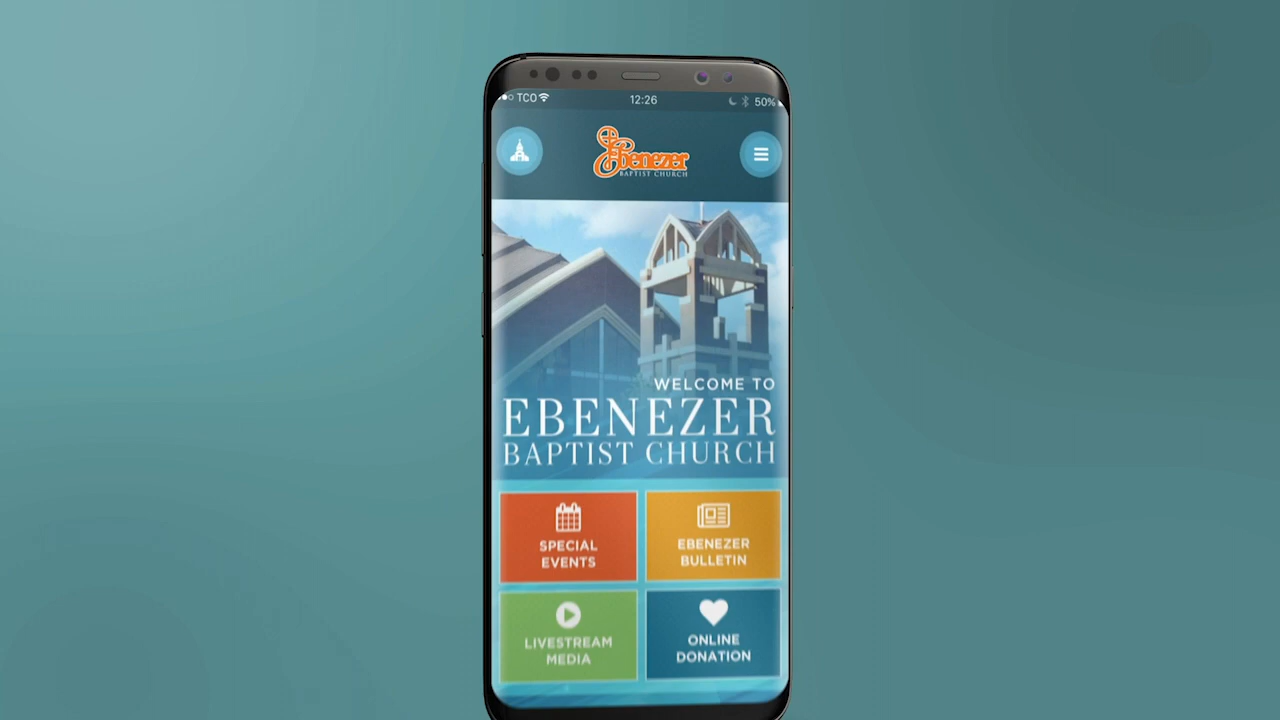 TCO 12:26 50%
Ebenezer
BAPTIST CHURCH
WELCOME TO
EBENEZER
BAPTIST CHURCH
SPECIAL
EVENTS
EBENEZER
BULLETIN
LIVESTREAM
MEDIA
ONLINE
DONATION